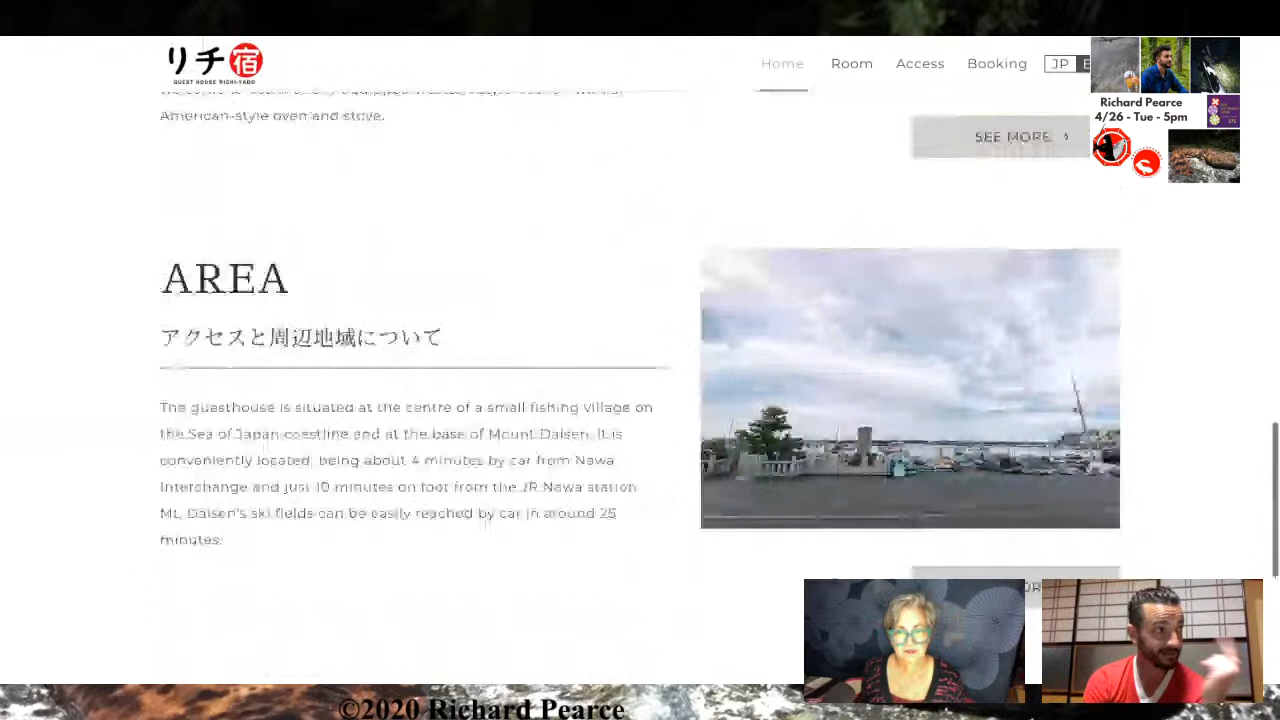 リチ宿
GUEST HOUSE RICHI-YADO
Home Room Access Booking JP
American-style oven and stove.
SEE MORE
Richard Pearce
4/26 - Tue - 5pm
AREA
アクセスと周辺地域について
The guesthouse is situated at the centre of a small fishing village on
the Sea of Japan coastline and at the base of Mount Daisen. It is
conveniently located, being about 4 minutes by car from Nawa
Interchange and just 10 minutes on foot from the JR Nawa station
Mt. Daisen's ski fields can be easily reached by car in around 25
minutes.
©2020 Richard Pearce